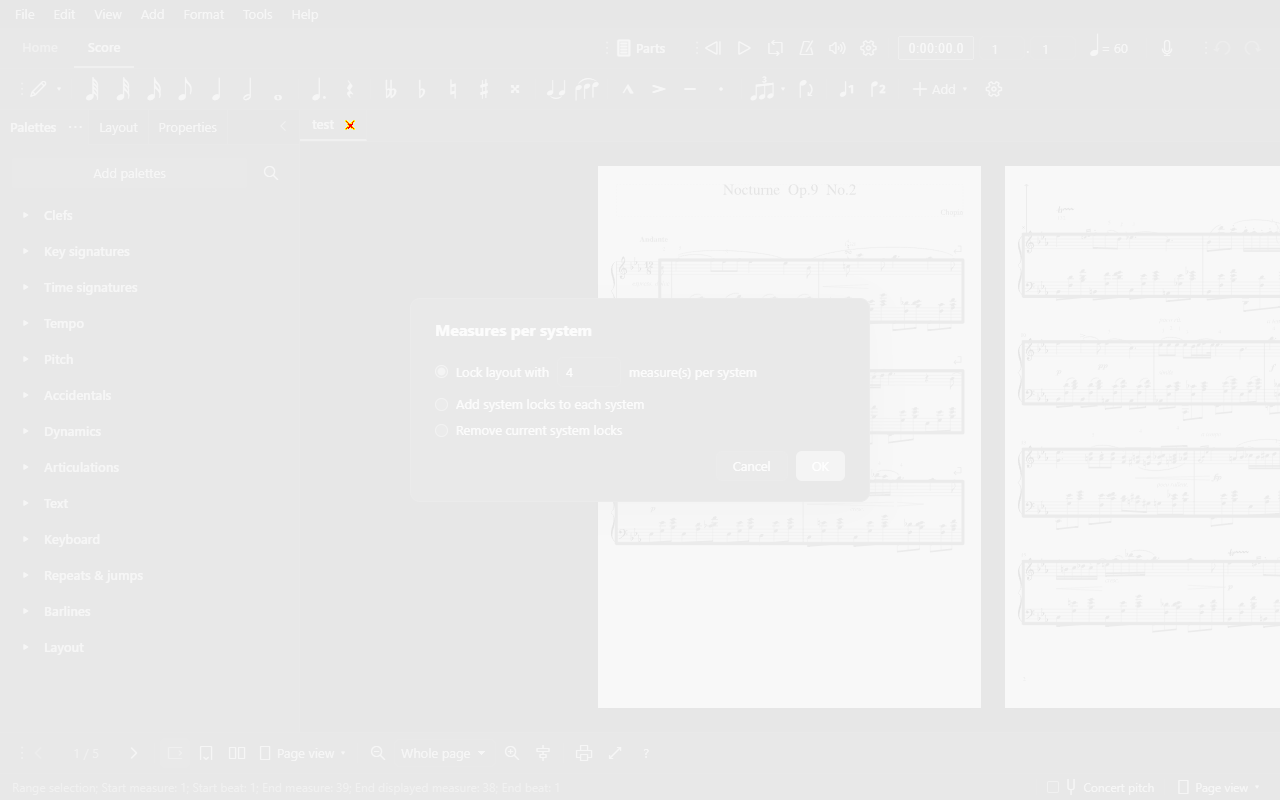 File Edit View Add Format Tools Help
Home Score Parts 0:00:00.0 1 . 1 = 60
1 2 Add
Palettes Layout Properties test
Add palettes
Clefs
Key signatures
Time signatures
Tempo
Pitch
Accidentals
Dynamics
Articulations
Text
Keyboard
Repeats & jumps
Barlines
Layout
Nocturne Op.9 No.2
Chopin
Measures per system
Lock layout with 4 measure(s) per system
Add system locks to each system
Remove current system locks
Cancel OK
1 / 5 Page view Whole page ?
Range selection; Start measure: 1; Start beat: 1; End measure: 39; End displayed measure: 38; End beat: 1
Concert pitch Page view